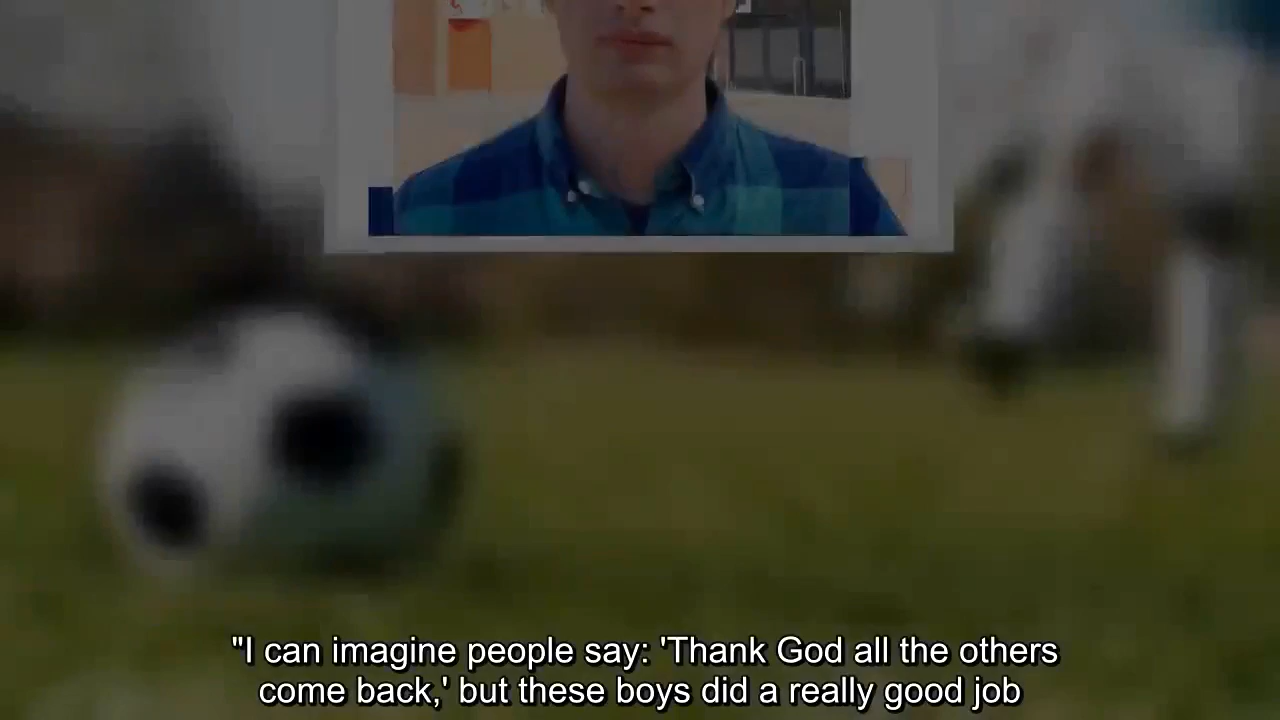 "I can imagine people say: 'Thank God all the others
come back,' but these boys did a really good job